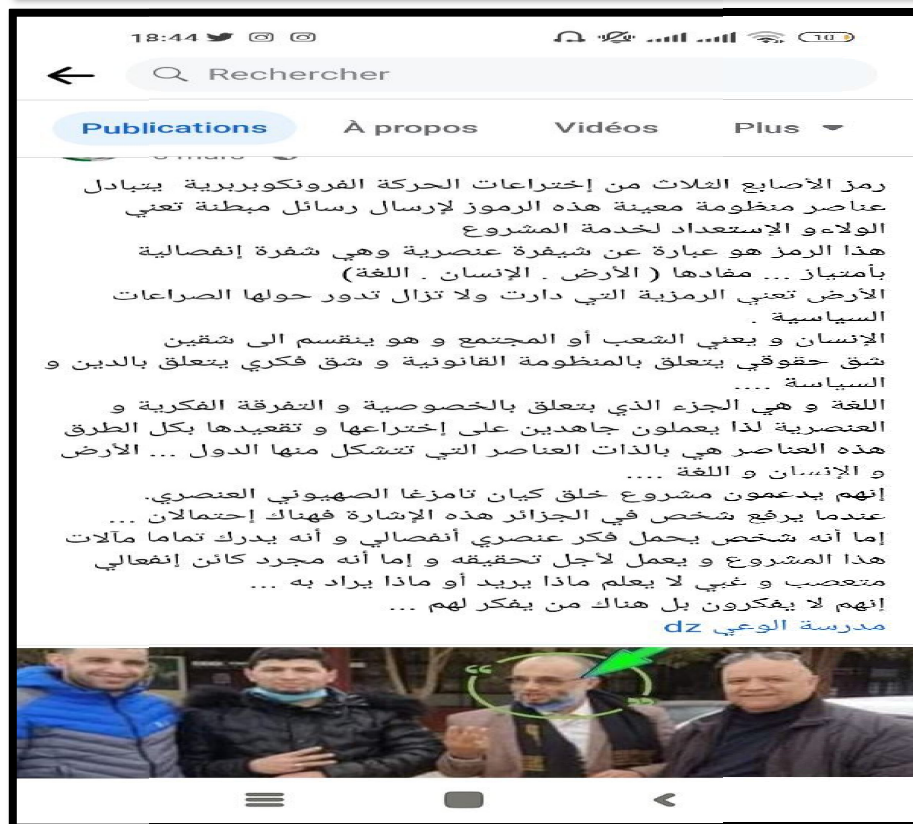 18:44
10
Rechercher
Publications
À propos
Vidéos
Plus
رمز الأصابع الثلاث من إختراعات الحركة الفرونكوبربرية يتبادل
عناصر منظومة معينة هذه الرموز لإرسال رسائل مبطنة تعني
الولاءو الإستعداد لخدمة المشروع
هذا الرمز هو عبارة عن شيفرة عنصرية وهي شفرة إنفصالية
بأمتياز ... مفادها ( الأرض . الإنسان . اللغة)
الأرض تعني الرمزية التي دارت ولا تزال تدور حولها الصراعات
السياسية .
الإنسان و يعني الشعب أو المجتمع و هو ينقسم الى شقين
شق حقوقي يتعلق بالمنظومة القانونية و شق فكري يتعلق بالدين و
السياسة ....
اللغة و هي الجزء الذي بتعلق بالخصوصية و التفرقة الفكرية و
العنصرية لذا يعملون جاهدين على إختراعها و تقعيدها بكل الطرق
هذه العناصر هي بالذات العناصر التي تتشكل منها الدول ... الأرض
و الإنسان و اللغة ....
إنهم يدعمون مشروع خلق كيان تامزغا الصهيوني العنصري.
عندما يرفع شخص في الجزائر هذه الإشارة فهناك إحتمالان ...
إما أنه شخص يحمل فكر عنصري أنفصالي و أنه يدرك تماما مآلات
هذا المشروع و يعمل لأجل تحقيقه و إما أنه مجرد كائن إنفعالي
متعصب و غبي لا يعلم ماذا يريد أو ماذا يراد به ...
إنهم لا يفكرون بل هناك من يفكر لهم ...
مدرسة الوعي dz